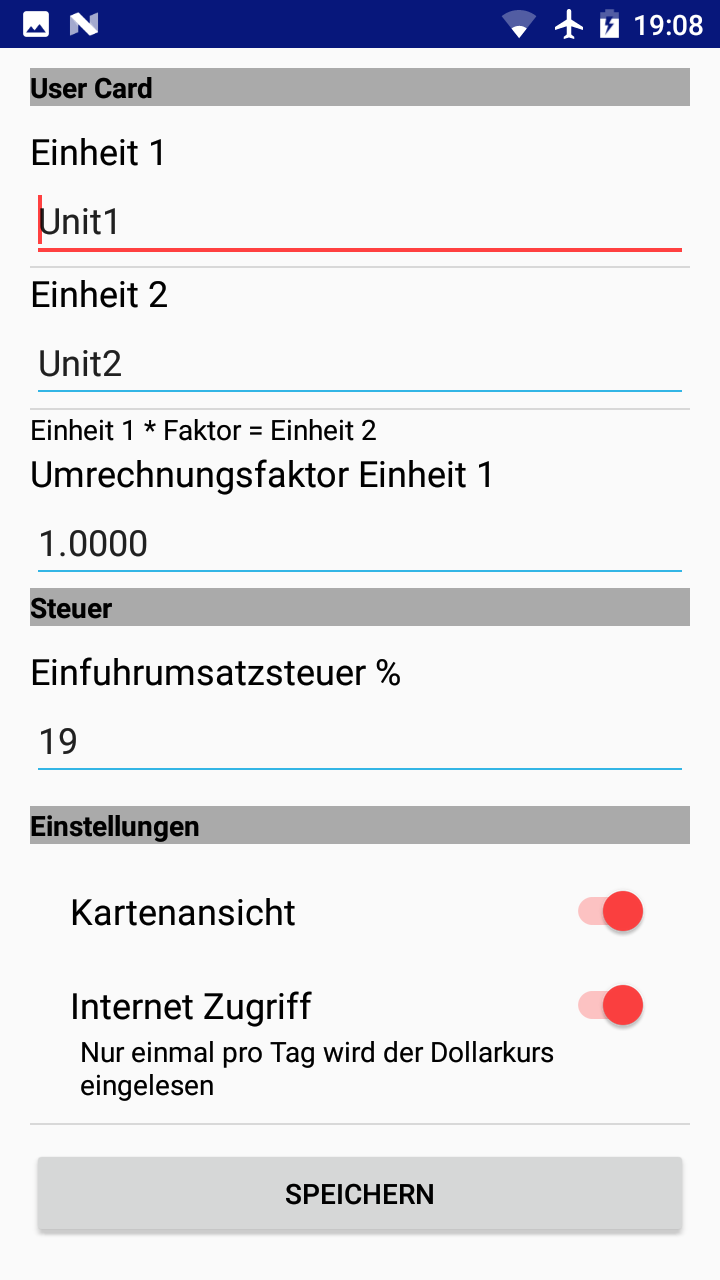 19:08
User Card
Einheit 1
Unit1
Einheit 2
Unit2
Einheit 1 * Faktor = Einheit 2
Umrechnungsfaktor Einheit 1
1.0000
Steuer
Einfuhrumsatzsteuer %
19
Einstellungen
Kartenansicht
Internet Zugriff
Nur einmal pro Tag wird der Dollarkurs
eingelesen
SPEICHERN